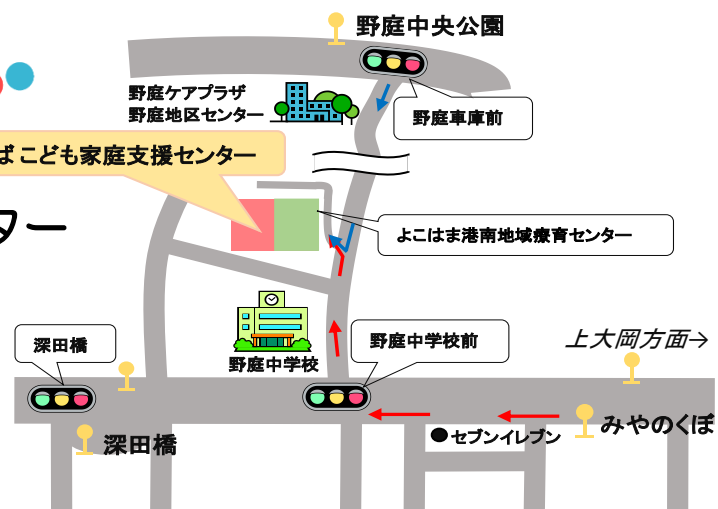 野庭中央公園
野庭ケアプラザ
野庭地区センター
野庭車庫前
ばこども家庭支援センター
ター
よこはま港南地域療育センター
野庭中学校
深田橋
野庭中学校前
上大岡方面→
みやのくぼ
セブンイレブン
深田橋